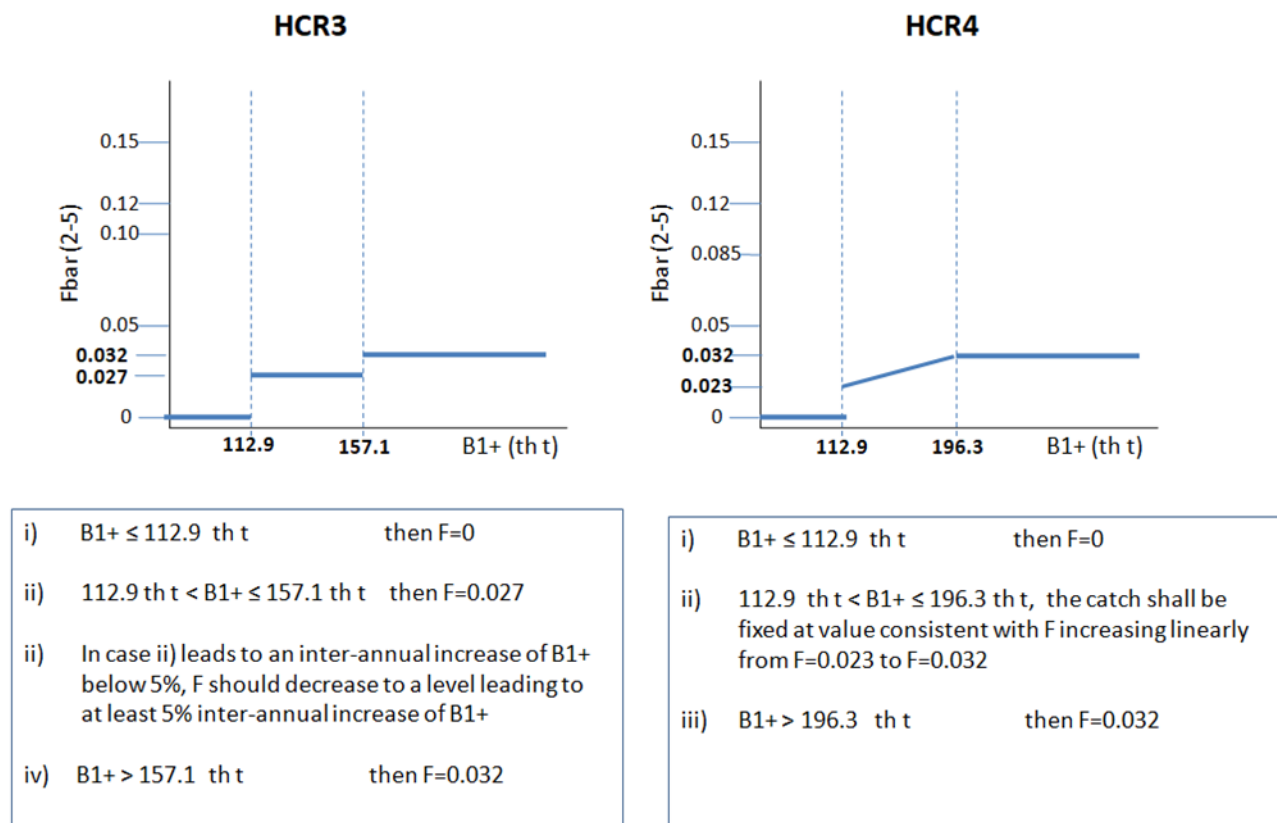 HCR3
Fbar (2-5)
0.15
0.12
0.10
0.05
0.032
0.027
0
112.9
157.1
B1+ (th t)
i) B1+ ≤ 112.9 th t then F=0
ii) 112.9 th t < B1+ ≤ 157.1 th t then F=0.027
ii) In case ii) leads to an inter-annual increase of B1+
below 5%, F should decrease to a level leading to
at least 5% inter-annual increase of B1+
iv) B1+ > 157.1 th t then F=0.032
HCR4
Fbar (2-5)
0.15
0.12
0.085
0.05
0.032
0.023
0
112.9
196.3
B1+ (th t)
i) B1+ ≤ 112.9 th t then F=0
ii) 112.9 th t < B1+ ≤ 196.3 th t, the catch shall be
fixed at value consistent with F increasing linearly
from F=0.023 to F=0.032
iii) B1+ > 196.3 th t then F=0.032